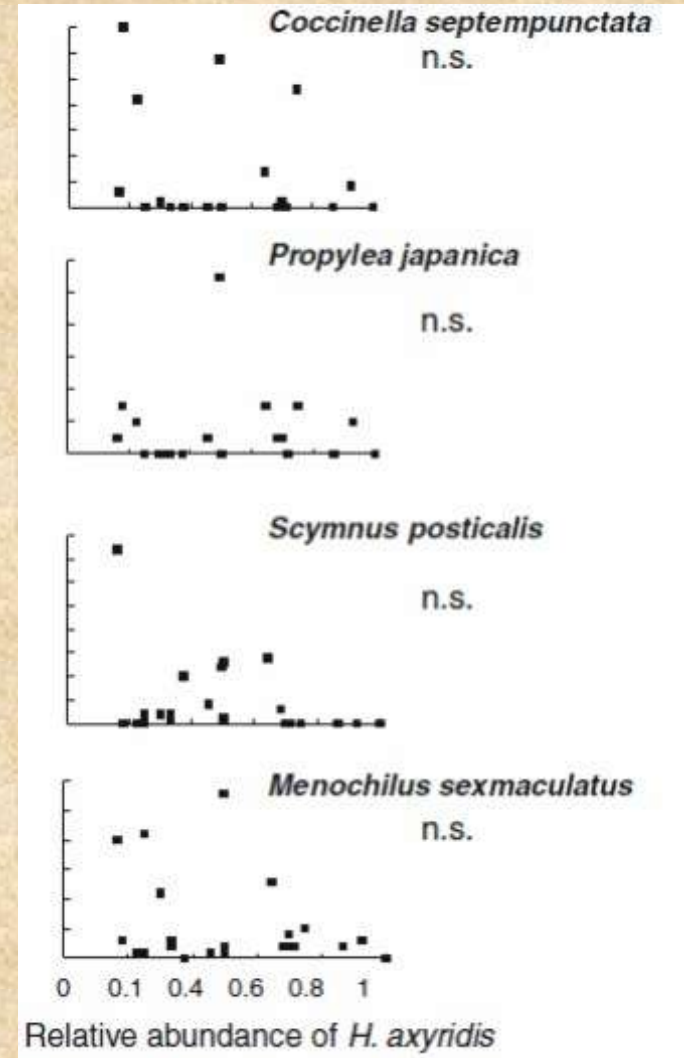 Coccinella septempunctata
n.s.
Propylea japanica
n.s.
Scymnus posticalis
n.s.
Menochilus sexmaculatus
n.s.
0 0.1 0.4 0.6 0.8 1
Relative abundance of H. axyridis